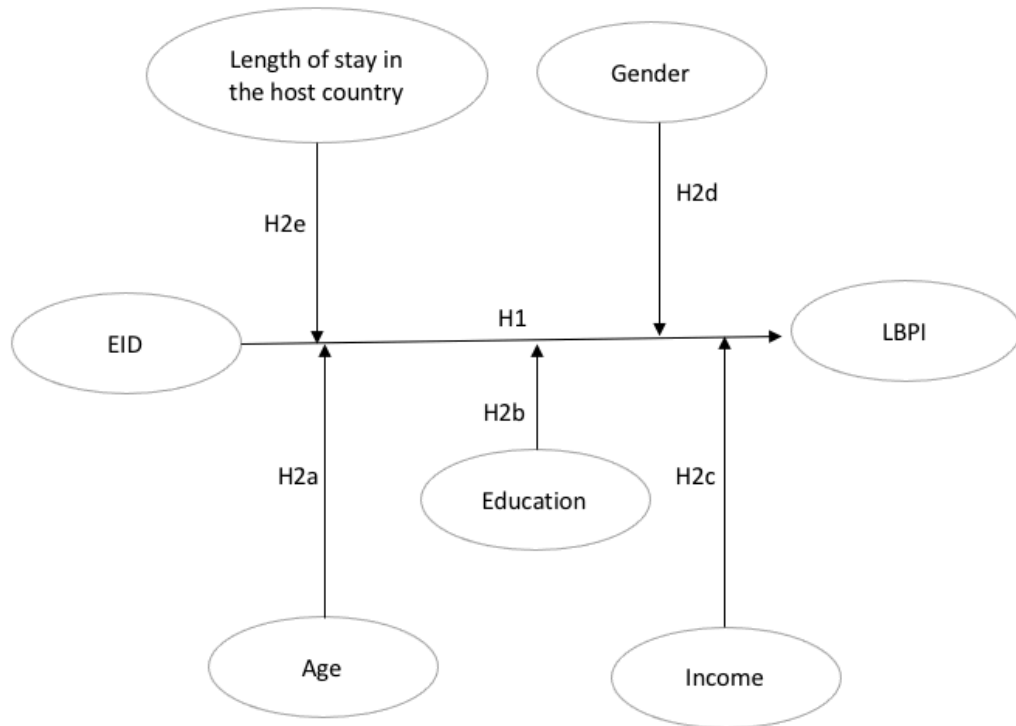 Length of stay in
the host country
Gender
H2e
H2d
EID
H1
LBPI
H2a
H2b
H2c
Education
Age
Income